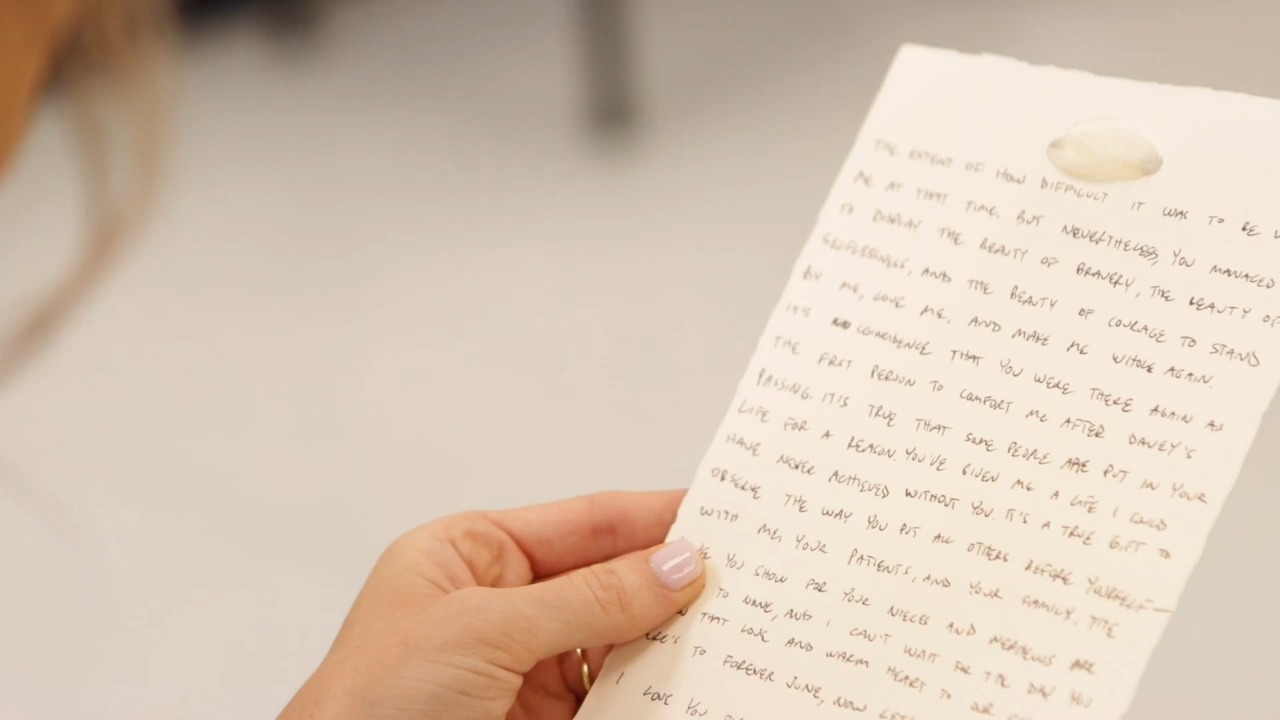 THE EXTENT OF HOW DIFFICULT IT WAS TO BE
ME AT THAT TIME. BUT NEVERTHELESS, YOU MANAGED
TO DISPLAY THE BEAUTY OF BRAVERY, THE BEAUTY OF
SELFLESSNESS, AND THE BEAUTY OF COURAGE TO STAND
BY ME, LOVE ME, AND MAKE ME WHOLE AGAIN.
IT'S COINCIDENCE THAT YOU WERE THERE AGAIN AS
THE FIRST PERSON TO COMFORT ME AFTER DAVEY'S
PASSING. IT IS TRUE THAT SOME PEOPLE ARE PUT IN YOUR
LIFE FOR A REASON. YOU'VE GIVEN ME A LIFE I COULD
HAVE NEVER ACHIEVED WITHOUT YOU. IT'S A TRUE GIFT TO
OBSERVE THE WAY YOU PUT ALL OTHERS BEFORE YOURSELF—
WITH ME, YOUR PATIENTS, AND YOUR FAMILY. THE
YOU SHOW FOR YOUR NIECES AND NEPHEWS ARE
TO NONE, AND I CAN'T WAIT FOR THE DAY YOU
THAT LOVE AND WARM HEART TO OUR
TO FOREVER JUNE, NOW
I LOVE YOU